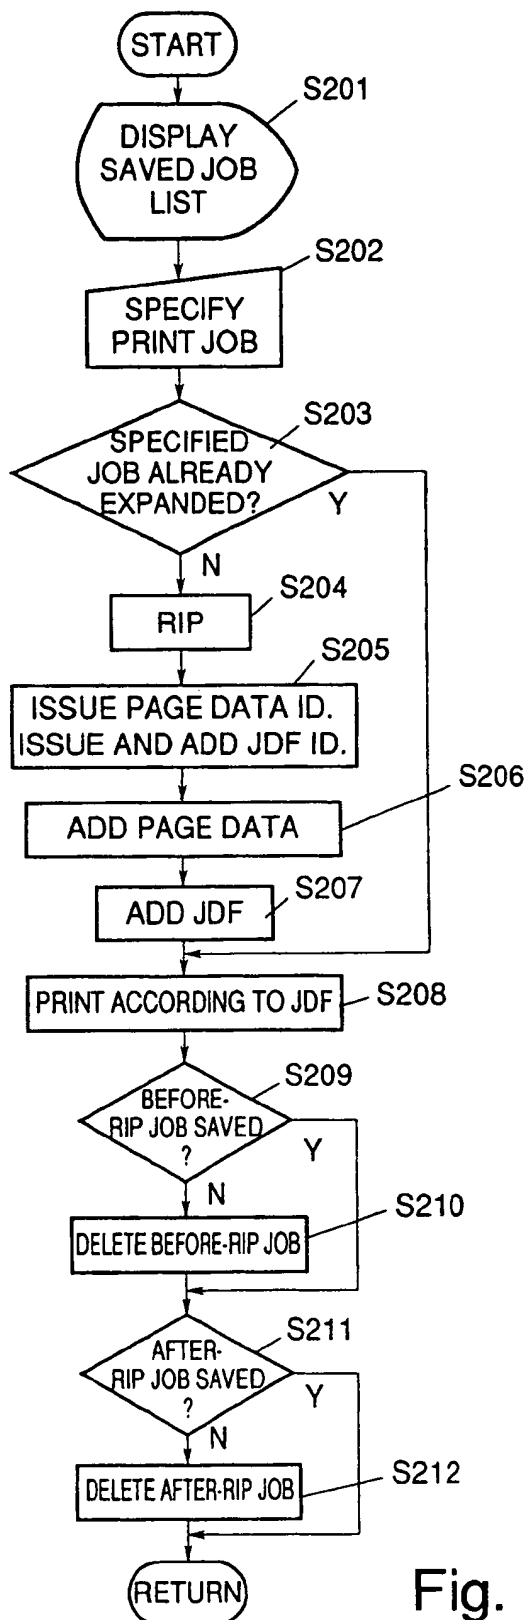 START
S201
DISPLAY
SAVED JOB
LIST
S202
SPECIFY
PRINT JOB
S203
SPECIFIED
JOB ALREADY
EXPANDED?
Y
N
S204
RIP
S205
ISSUE PAGE DATA ID.
ISSUE AND ADD JDF ID.
S206
ADD PAGE DATA
S207
ADD JDF
PRINT ACCORDING TO JDF
S208
S209
BEFORE-
RIP JOB SAVED
?
Y
N
S210
DELETE BEFORE-RIP JOB
S211
AFTER-
RIP JOB SAVED
?
Y
N
S212
DELETE AFTER-RIP JOB
RETURN
Fig.